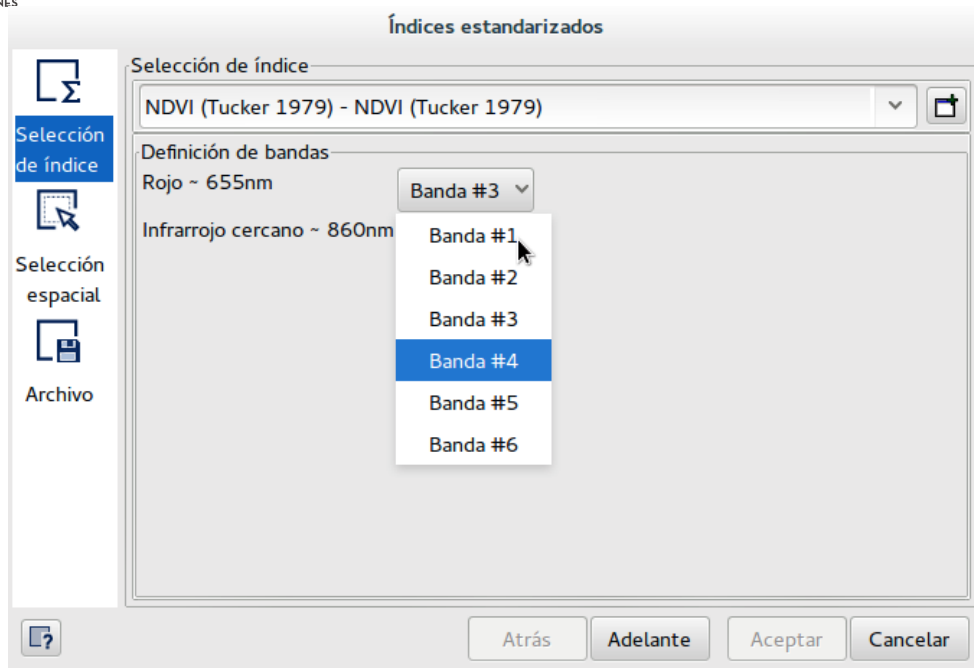 Índices estandarizados
Selección de índice
NDVI (Tucker 1979) - NDVI (Tucker 1979)
Selección
de índice
Selección
espacial
Archivo
Definición de bandas
Rojo ~ 655nm
Banda #3
Infrarrojo cercano ~ 860nm
Banda #1
Banda #2
Banda #3
Banda #4
Banda #5
Banda #6
Atrás
Adelante
Aceptar
Cancelar